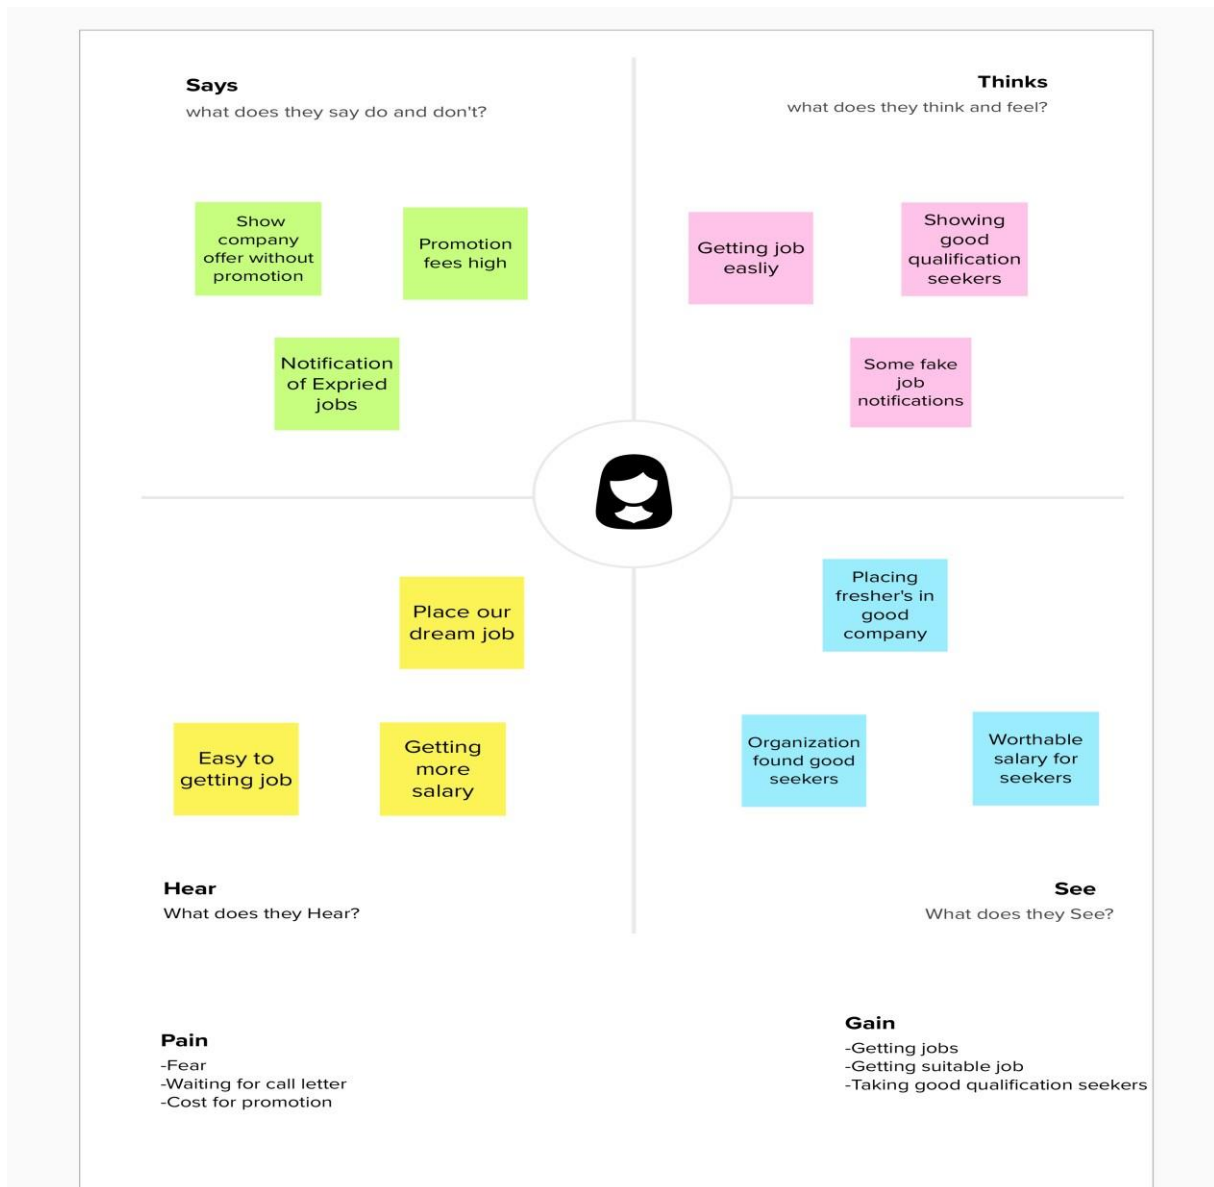 Says
what does they say do and don't?
Thinks
what does they think and feel?
Show
company
offer without
promotion
Promotion
fees high
Notification
of Expried
jobs
Getting job
easliy
Showing
good
qualification
seekers
Some fake
job
notifications
Place our
dream job
Easy to
getting job
Getting
more
salary
Placing
fresher's in
good
company
Organization
found good
seekers
Worthable
salary for
seekers
Hear
What does they Hear?
See
What does they See?
Pain
-Fear
-Waiting for call letter
-Cost for promotion
Gain
-Getting jobs
-Getting suitable job
-Taking good qualification seekers